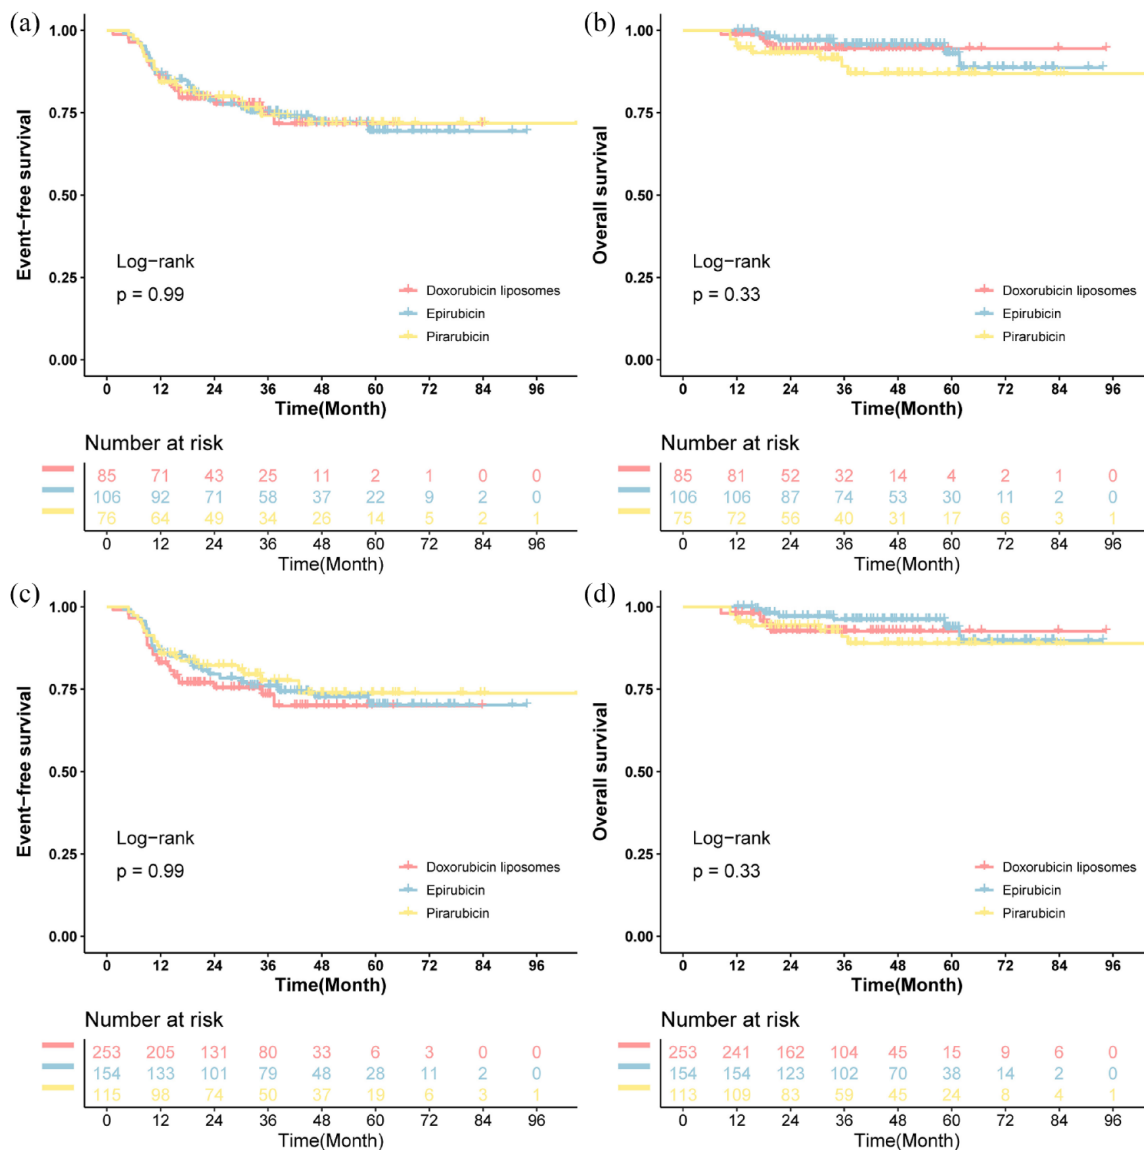 (a)
Event-free survival
1.00
0.75
0.50
0.25
0.00
Log-rank
p = 0.99
Doxorubicin liposomes
Epirubicin
Pirarubicin
0 12 24 36 48 60 72 84 96
Time(Month)
Number at risk
85 71 43 25 11 2 1 0 0
106 92 71 58 37 22 9 2 0
76 64 49 34 26 14 5 2 1
0 12 24 36 48 60 72 84 96
Time(Month)
(b)
Overall survival
1.00
0.75
0.50
0.25
0.00
Log-rank
p = 0.33
Doxorubicin liposomes
Epirubicin
Pirarubicin
0 12 24 36 48 60 72 84 96
Time(Month)
Number at risk
85 81 52 32 14 4 2 1 0
106 106 87 74 53 30 11 2 0
75 72 56 40 31 17 6 3 1
0 12 24 36 48 60 72 84 96
Time(Month)
(c)
Event-free survival
1.00
0.75
0.50
0.25
0.00
Log-rank
p = 0.99
Doxorubicin liposomes
Epirubicin
Pirarubicin
0 12 24 36 48 60 72 84 96
Time(Month)
Number at risk
253 205 131 80 33 6 3 0 0
154 133 101 79 48 28 11 2 0
115 98 74 50 37 19 6 3 1
0 12 24 36 48 60 72 84 96
Time(Month)
(d)
Overall survival
1.00
0.75
0.50
0.25
0.00
Log-rank
p = 0.33
Doxorubicin liposomes
Epirubicin
Pirarubicin
0 12 24 36 48 60 72 84 96
Time(Month)
Number at risk
253 241 162 104 45 15 9 6 0
154 154 123 102 70 38 14 2 0
113 109 83 59 45 24 8 4 1
0 12 24 36 48 60 72 84 96
Time(Month)